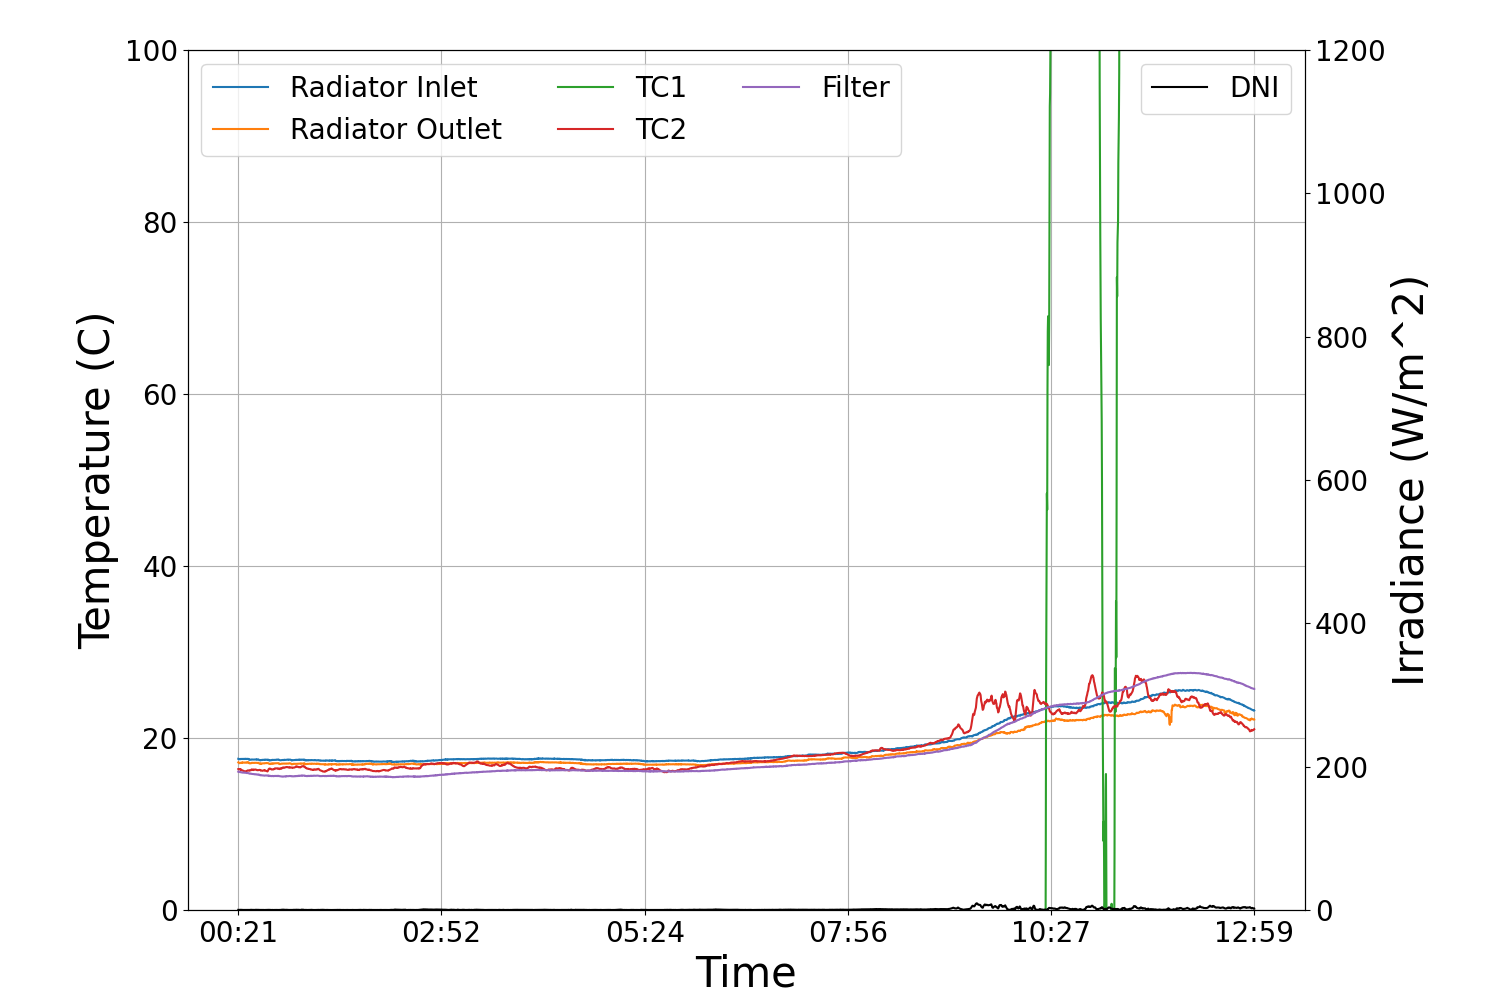 100
80
60
40
20
0
Temperature (C)
Radiator Inlet
Radiator Outlet
TC1
TC2
Filter
DNI
1200
1000
800
600
400
200
0
Irradiance (W/m^2)
00:21 02:52 05:24 07:56 10:27 12:59
Time